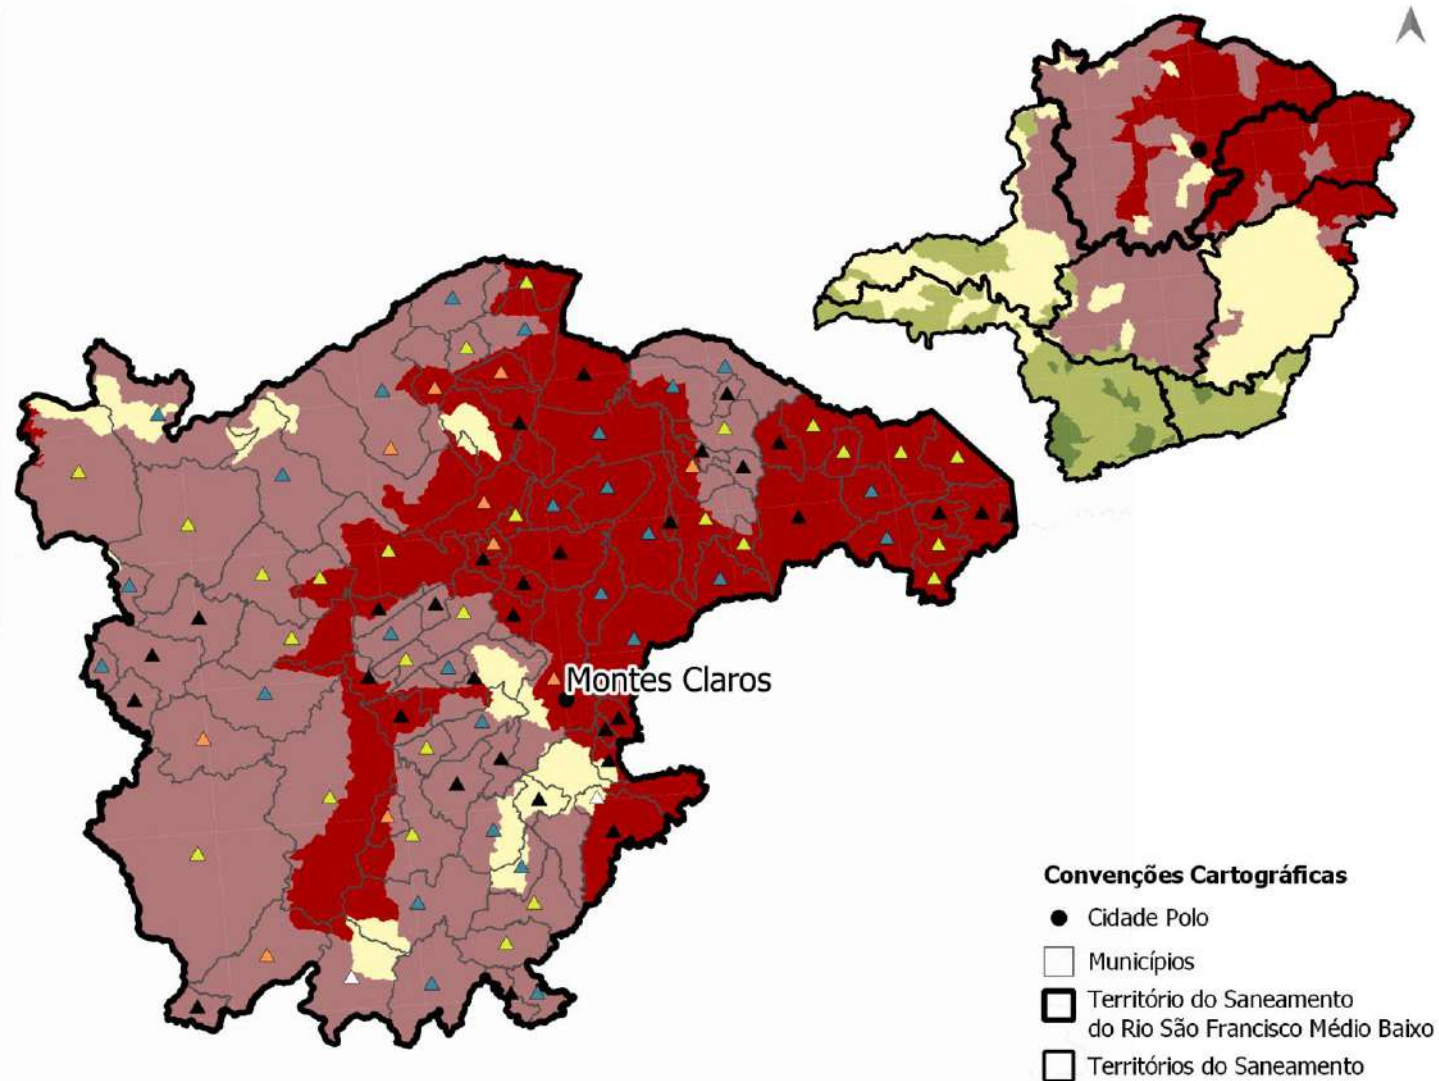 Montes Claros
Convenções Cartográficas
Cidade Polo
Municípios
Território do Saneamento
do Rio São Francisco Médio Baixo
Territórios do Saneamento